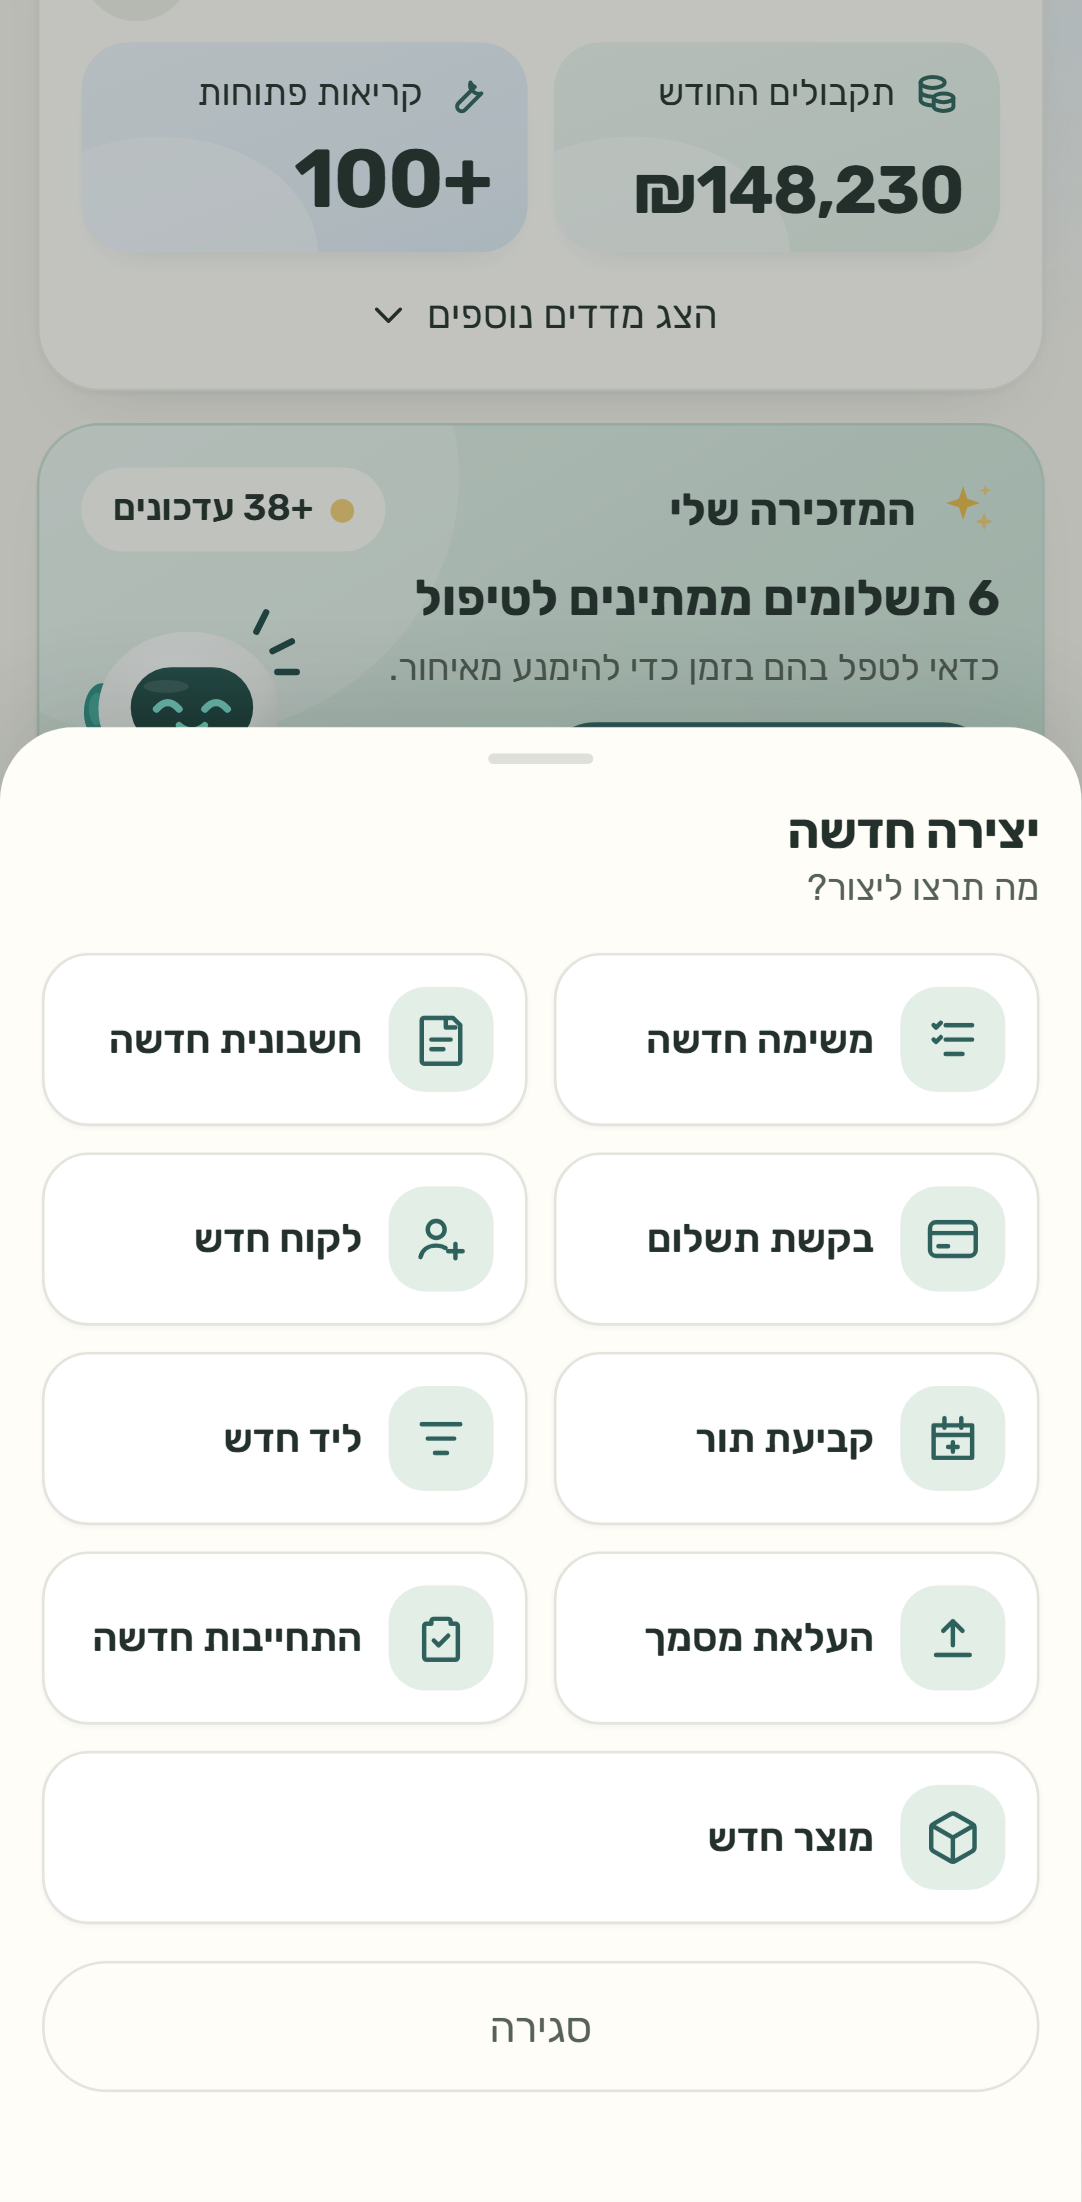 תקבולים החודש
₪148,230
קריאות פתוחות
100+
הצג מדדים נוספים
המזכירה שלי
38+ עדכונים
6 תשלומים ממתינים לטיפול
כדאי לטפל בהם בזמן כדי להימנע מאיחור.
יצירה חדשה
מה תרצו ליצור?
משימה חדשה
חשבונית חדשה
בקשת תשלום
לקוח חדש
קביעת תור
ליד חדש
העלאת מסמך
התחייבות חדשה
מוצר חדש
סגירה